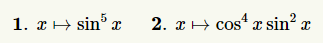 1. x ↦ sin⁵ x 2. x ↦ cos⁴ x sin² x